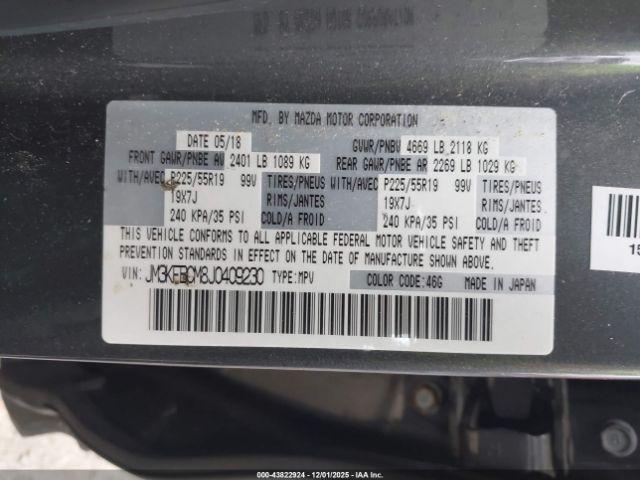 MFD. BY MAZDA MOTOR CORPORATION
DATE 05/18 GVWR/PNBV 4669 LB 2118 KG
FRONT GAWR/PNBE AV 2401 LB 1089 KG REAR GAWR/PNBE AR 2269 LB 1029 KG
WITH/AVEC P225/55R19 99V TIRES/PNEUS WITH/AVEC P225/55R19 99V TIRES/PNEUS
19X7J RIMS/JANTES 19X7J RIMS/JANTES
240 KPA/35 PSI COLD/A FROID 240 KPA/35 PSI COLD/A FROID
THIS VEHICLE CONFORMS TO ALL APPLICABLE FEDERAL MOTOR VEHICLE SAFETY AND THEFT
PREVENTION STANDARDS IN EFFECT ON THE DATE OF MANUFACTURE SHOWN ABOVE.
VIN: JM3KFBCM8J0409230 TYPE: MPV COLOR CODE: 46G MADE IN JAPAN
15
000-43822924 - 12/01/2025 - IAAI.COM